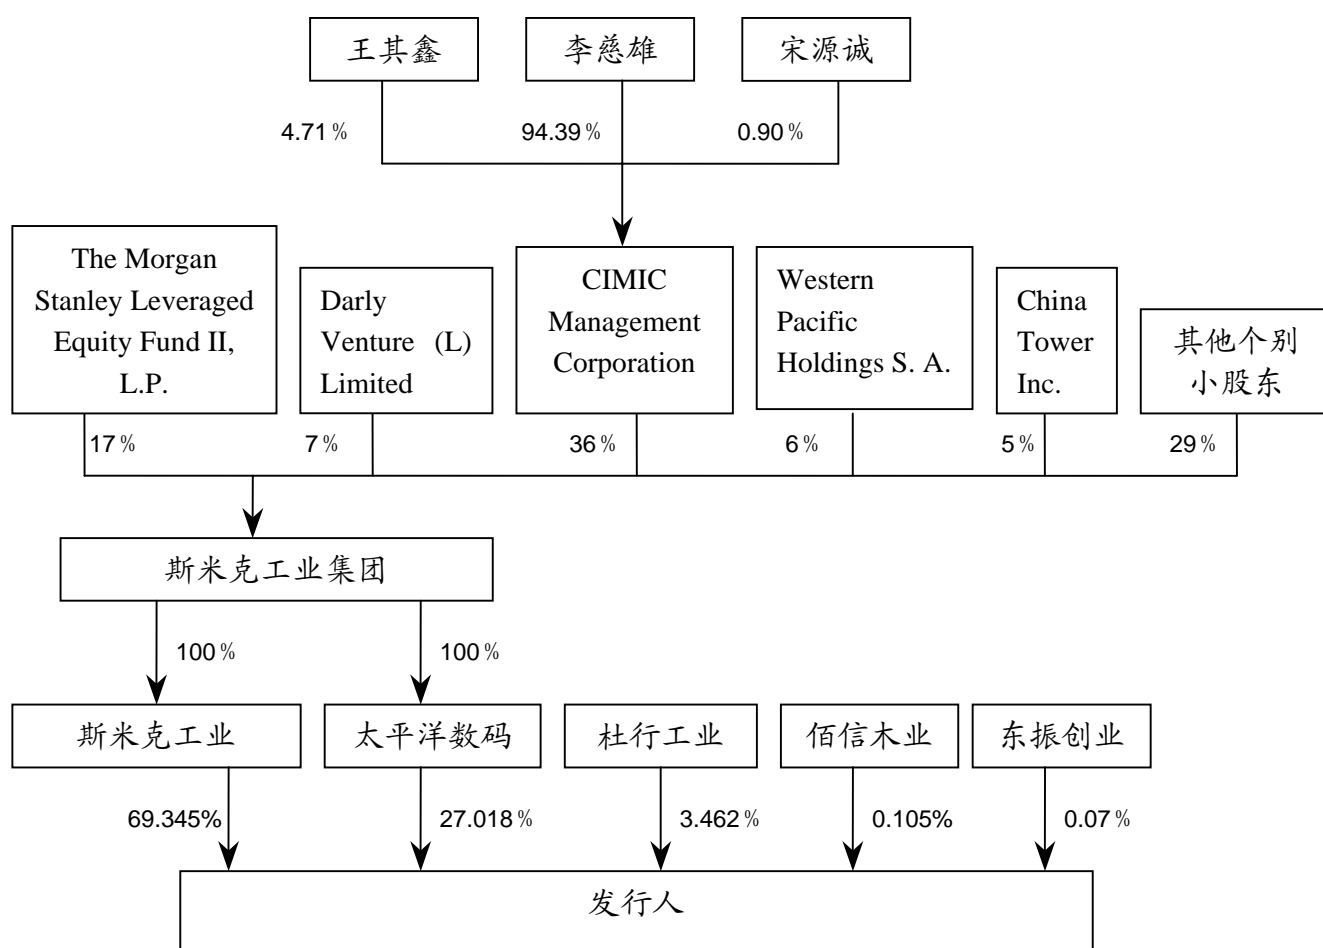 王其鑫
李慈雄
宋源诚
4.71%
94.39%
0.90%
The Morgan
Stanley Leveraged
Equity Fund II,
L.P.
Darly
Venture (L)
Limited
CIMIC
Management
Corporation
Western
Pacific
Holdings S. A.
China
Tower
Inc.
其他个别
小股东
17%
7%
36%
6%
5%
29%
斯米克工业集团
100%
100%
斯米克工业
太平洋数码
杜行工业
佰信木业
东振创业
69.345%
27.018%
3.462%
0.105%
0.07%
发行人